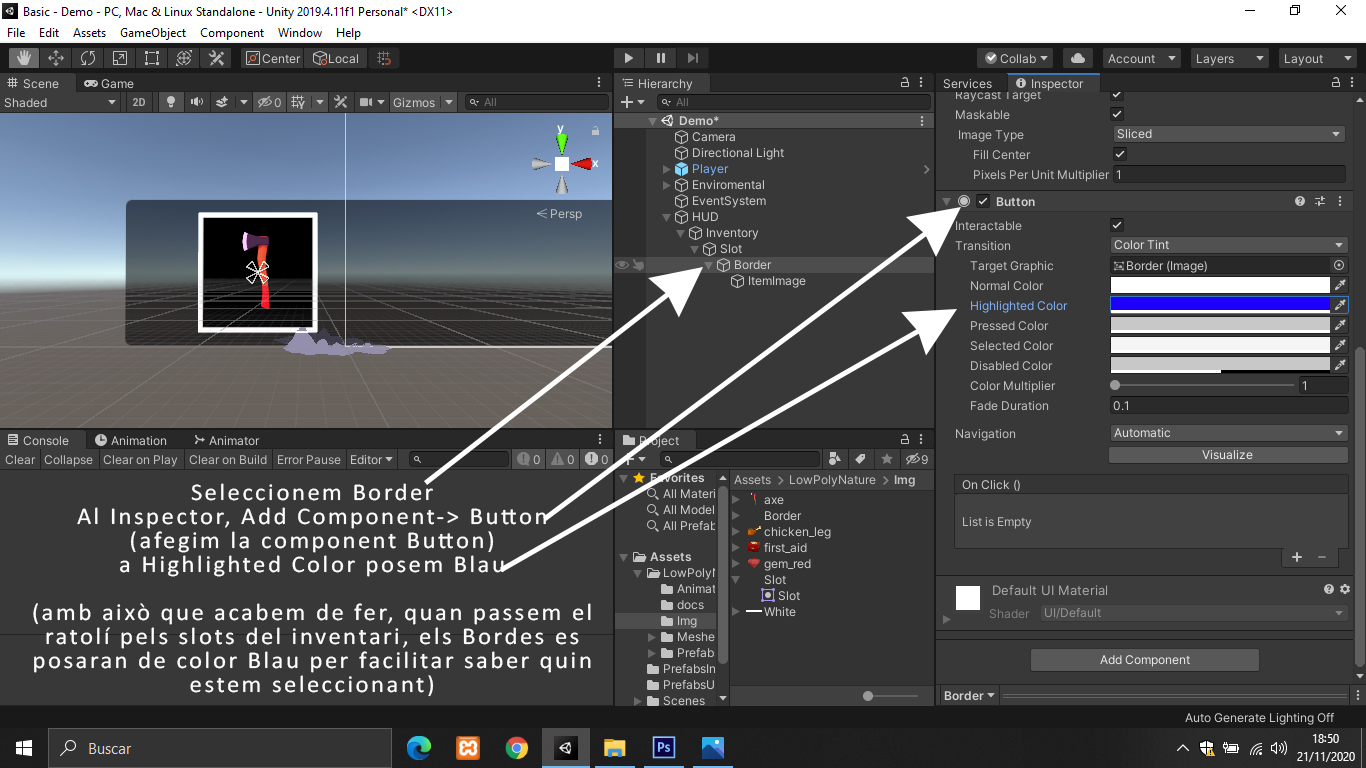 Basic - Demo - PC, Mac & Linux Standalone - Unity 2019.4.11f1 Personal* <DX11>
File Edit Assets GameObject Component Window Help
Center Local Collab Account Layers Layout
Scene Game
Shaded 2D 0 Gizmos All
y
x
Persp
Hierarchy
All
Demo*
Camera
Directional Light
Player
Enviromental
EventSystem
HUD
Inventory
Slot
Border
ItemImage
Services Inspector
Raycast Target
Maskable
Image Type Sliced
Fill Center
Pixels Per Unit Multiplier 1
Button
Interactable
Transition Color Tint
Target Graphic Border (Image)
Normal Color
Highlighted Color
Pressed Color
Selected Color
Disabled Color
Color Multiplier 1
Fade Duration 0.1
Navigation Automatic
Visualize
On Click ()
List is Empty
+ −
Default UI Material
Shader UI/Default
Add Component
Border
Auto Generate Lighting Off
Console Animation Animator
Clear Collapse Clear on Play Clear on Build Error Pause Editor 0 0 0
Seleccionem Border
Al Inspector, Add Component-> Button
(afegim la component Button)
a Highlighted Color posem Blau
(amb això que acabem de fer, quan passem el
ratolí pels slots del inventari, els Bordes es
posaran de color Blau per facilitar saber quin
estem seleccionant)
Project
9
Favorites
All Materi
All Model
All Prefab
Assets
LowPolyN
Animat
docs
Img
Meshe
Prefab
PrefabsIn
PrefabsU
Scenes
Assets > LowPolyNature > Img
axe
Border
chicken_leg
first_aid
gem_red
Slot
Slot
White
Buscar
Ps
18:50
21/11/2020